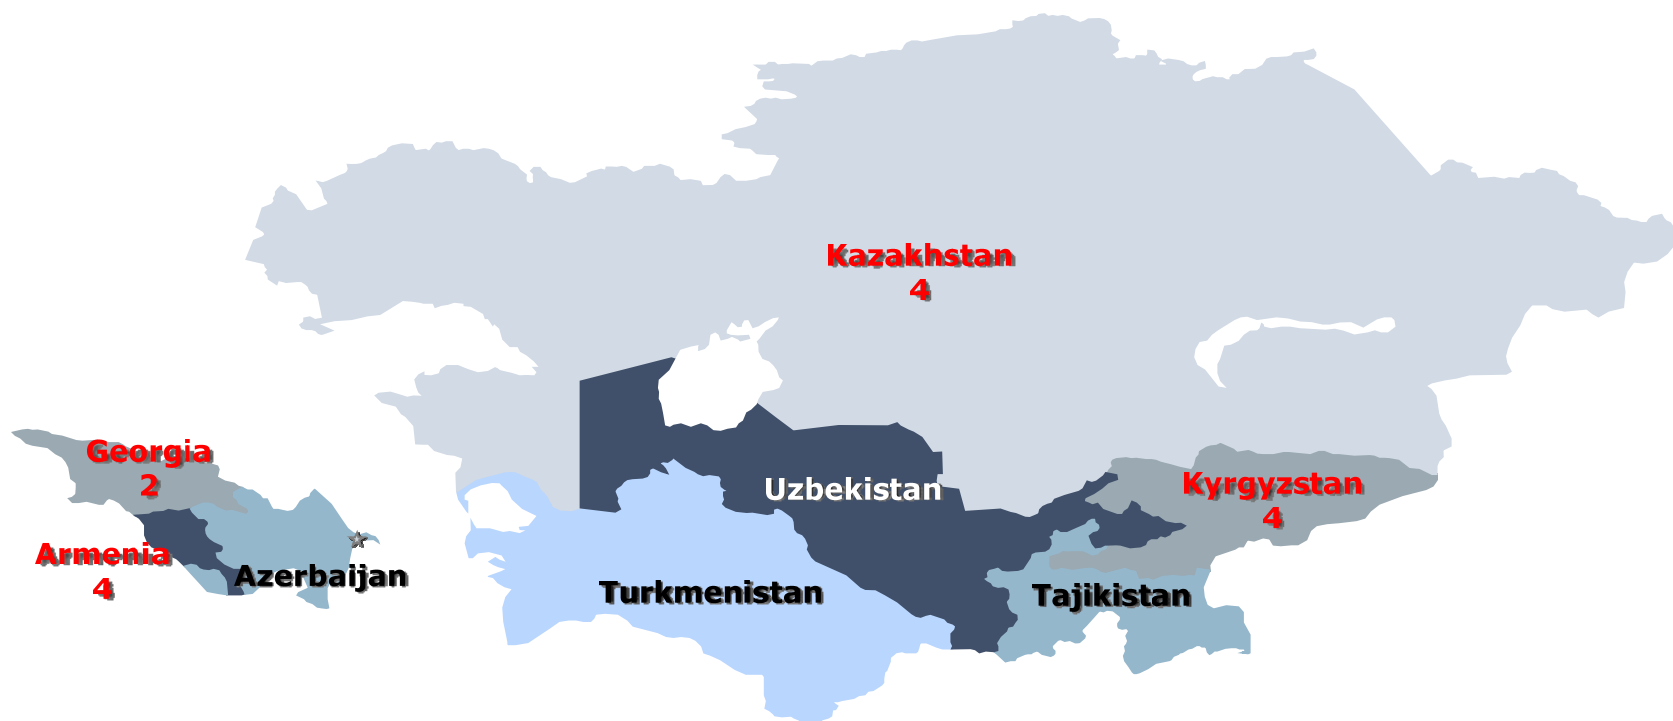 Kazakhstan
4
Georgia
2
Uzbekistan
Kyrgyzstan
4
Armenia
4
Azerbaijan
Turkmenistan
Tajikistan